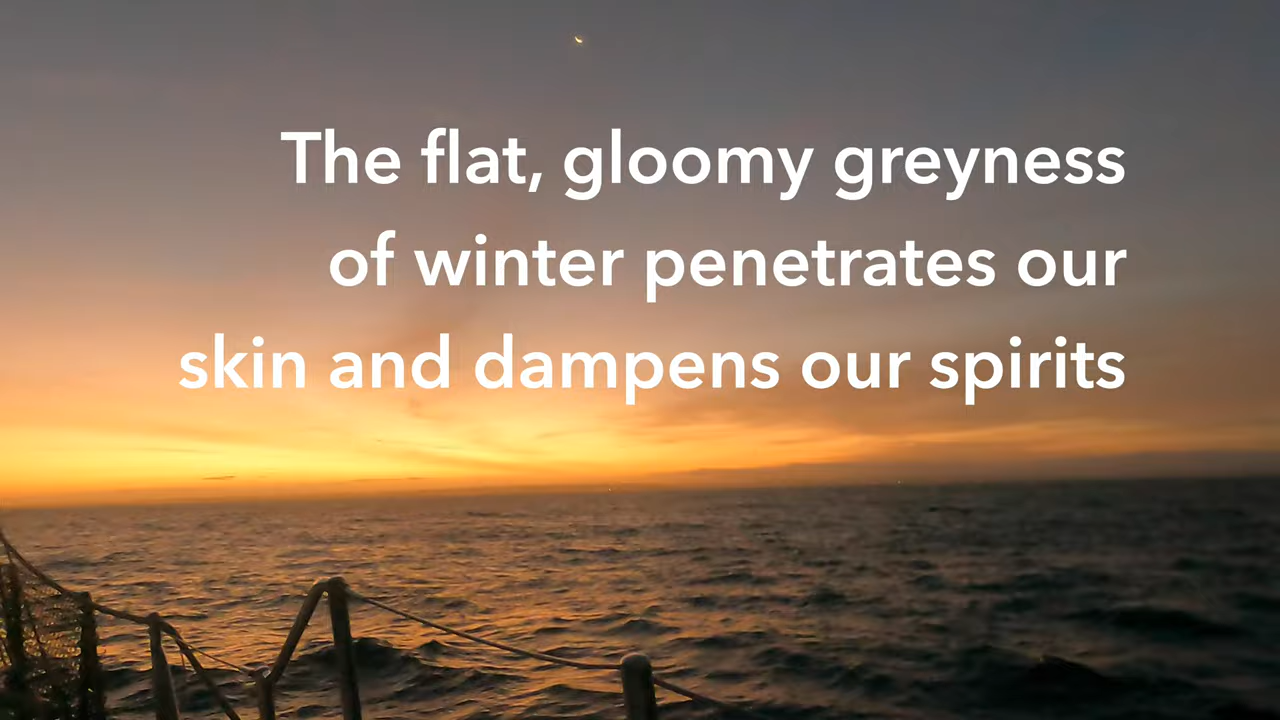 The flat, gloomy greyness
of winter penetrates our
skin and dampens our spirits